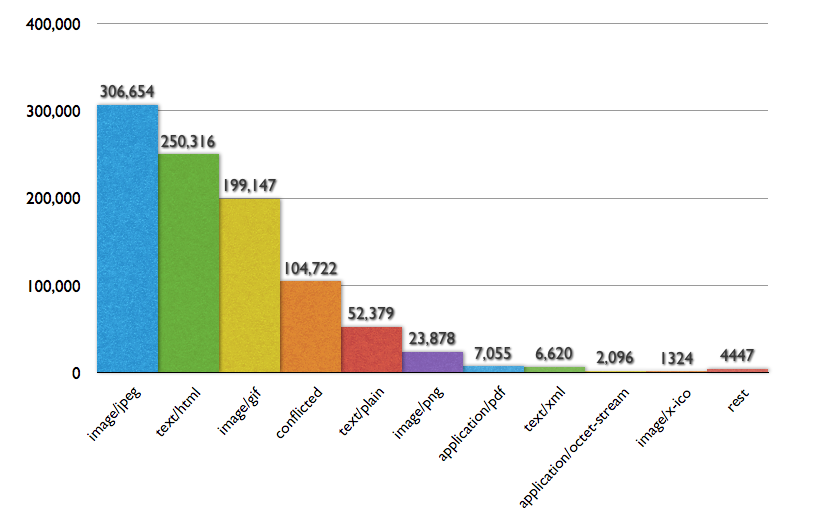 400,000
300,000
200,000
100,000
0
306,654
250,316
199,147
104,722
52,379
23,878
7,055
6,620
2,096
1324
4447
image/jpeg
text/html
image/gif
conflicted
text/plain
image/png
application/pdf
text/xml
application/octet-stream
image/x-ico
rest